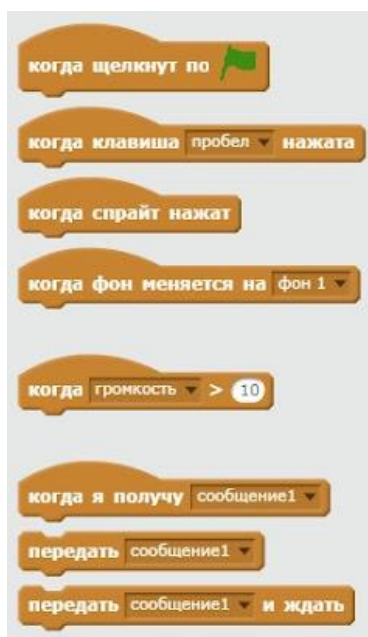 когда щелкнут по
когда клавиша пробел нажата
когда спрайт нажат
когда фон меняется на фон 1
когда громкость > 10
когда я получу сообщение1
передать сообщение1
передать сообщение1 и ждать